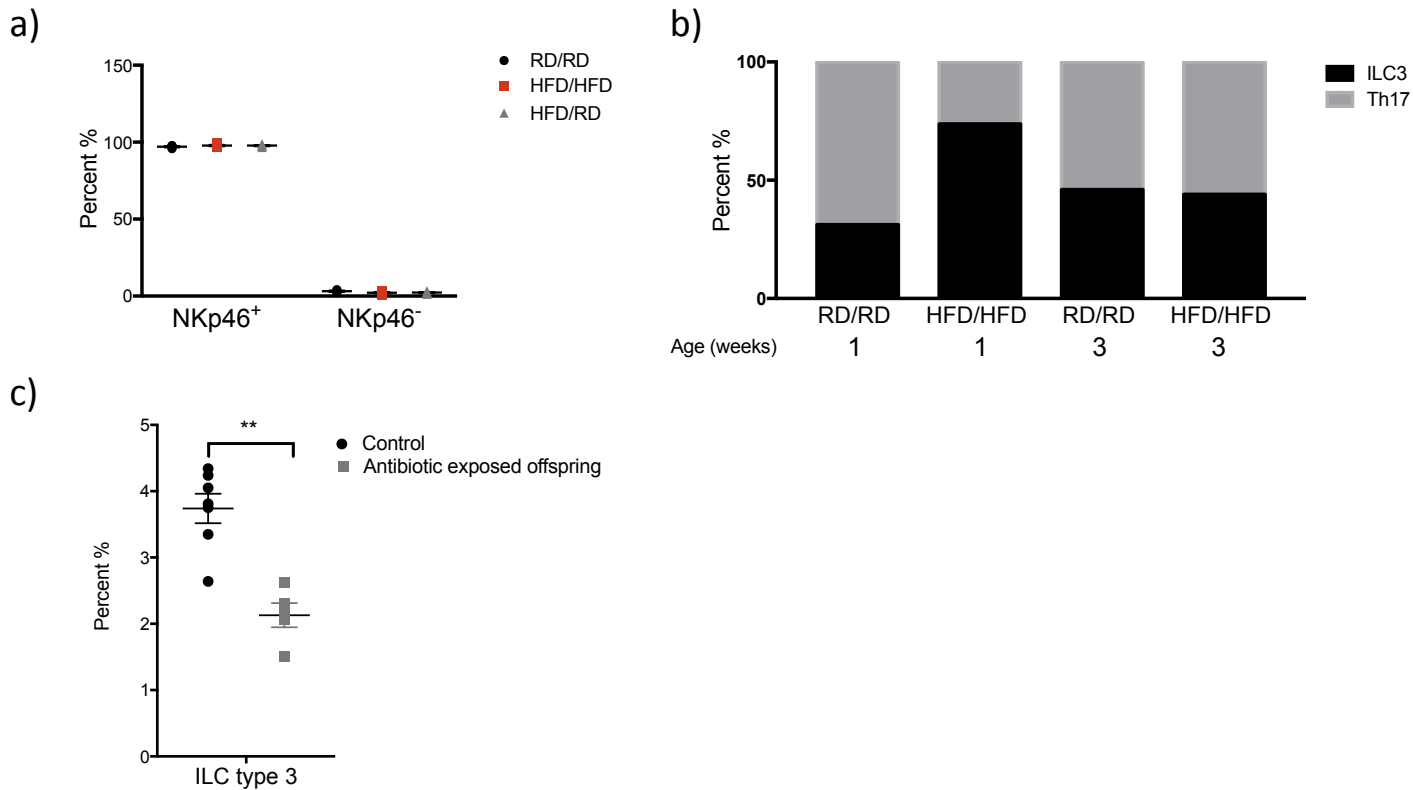 a)
150
100
50
0
Percent %
NKp46+
NKp46-
RD/RD
HFD/HFD
HFD/RD
b)
100
50
0
Percent %
ILC3
Th17
RD/RD HFD/HFD RD/RD HFD/HFD
Age (weeks) 1 1 3 3
c)
5
4
3
2
1
0
Percent %
**
Control
Antibiotic exposed offspring
ILC type 3